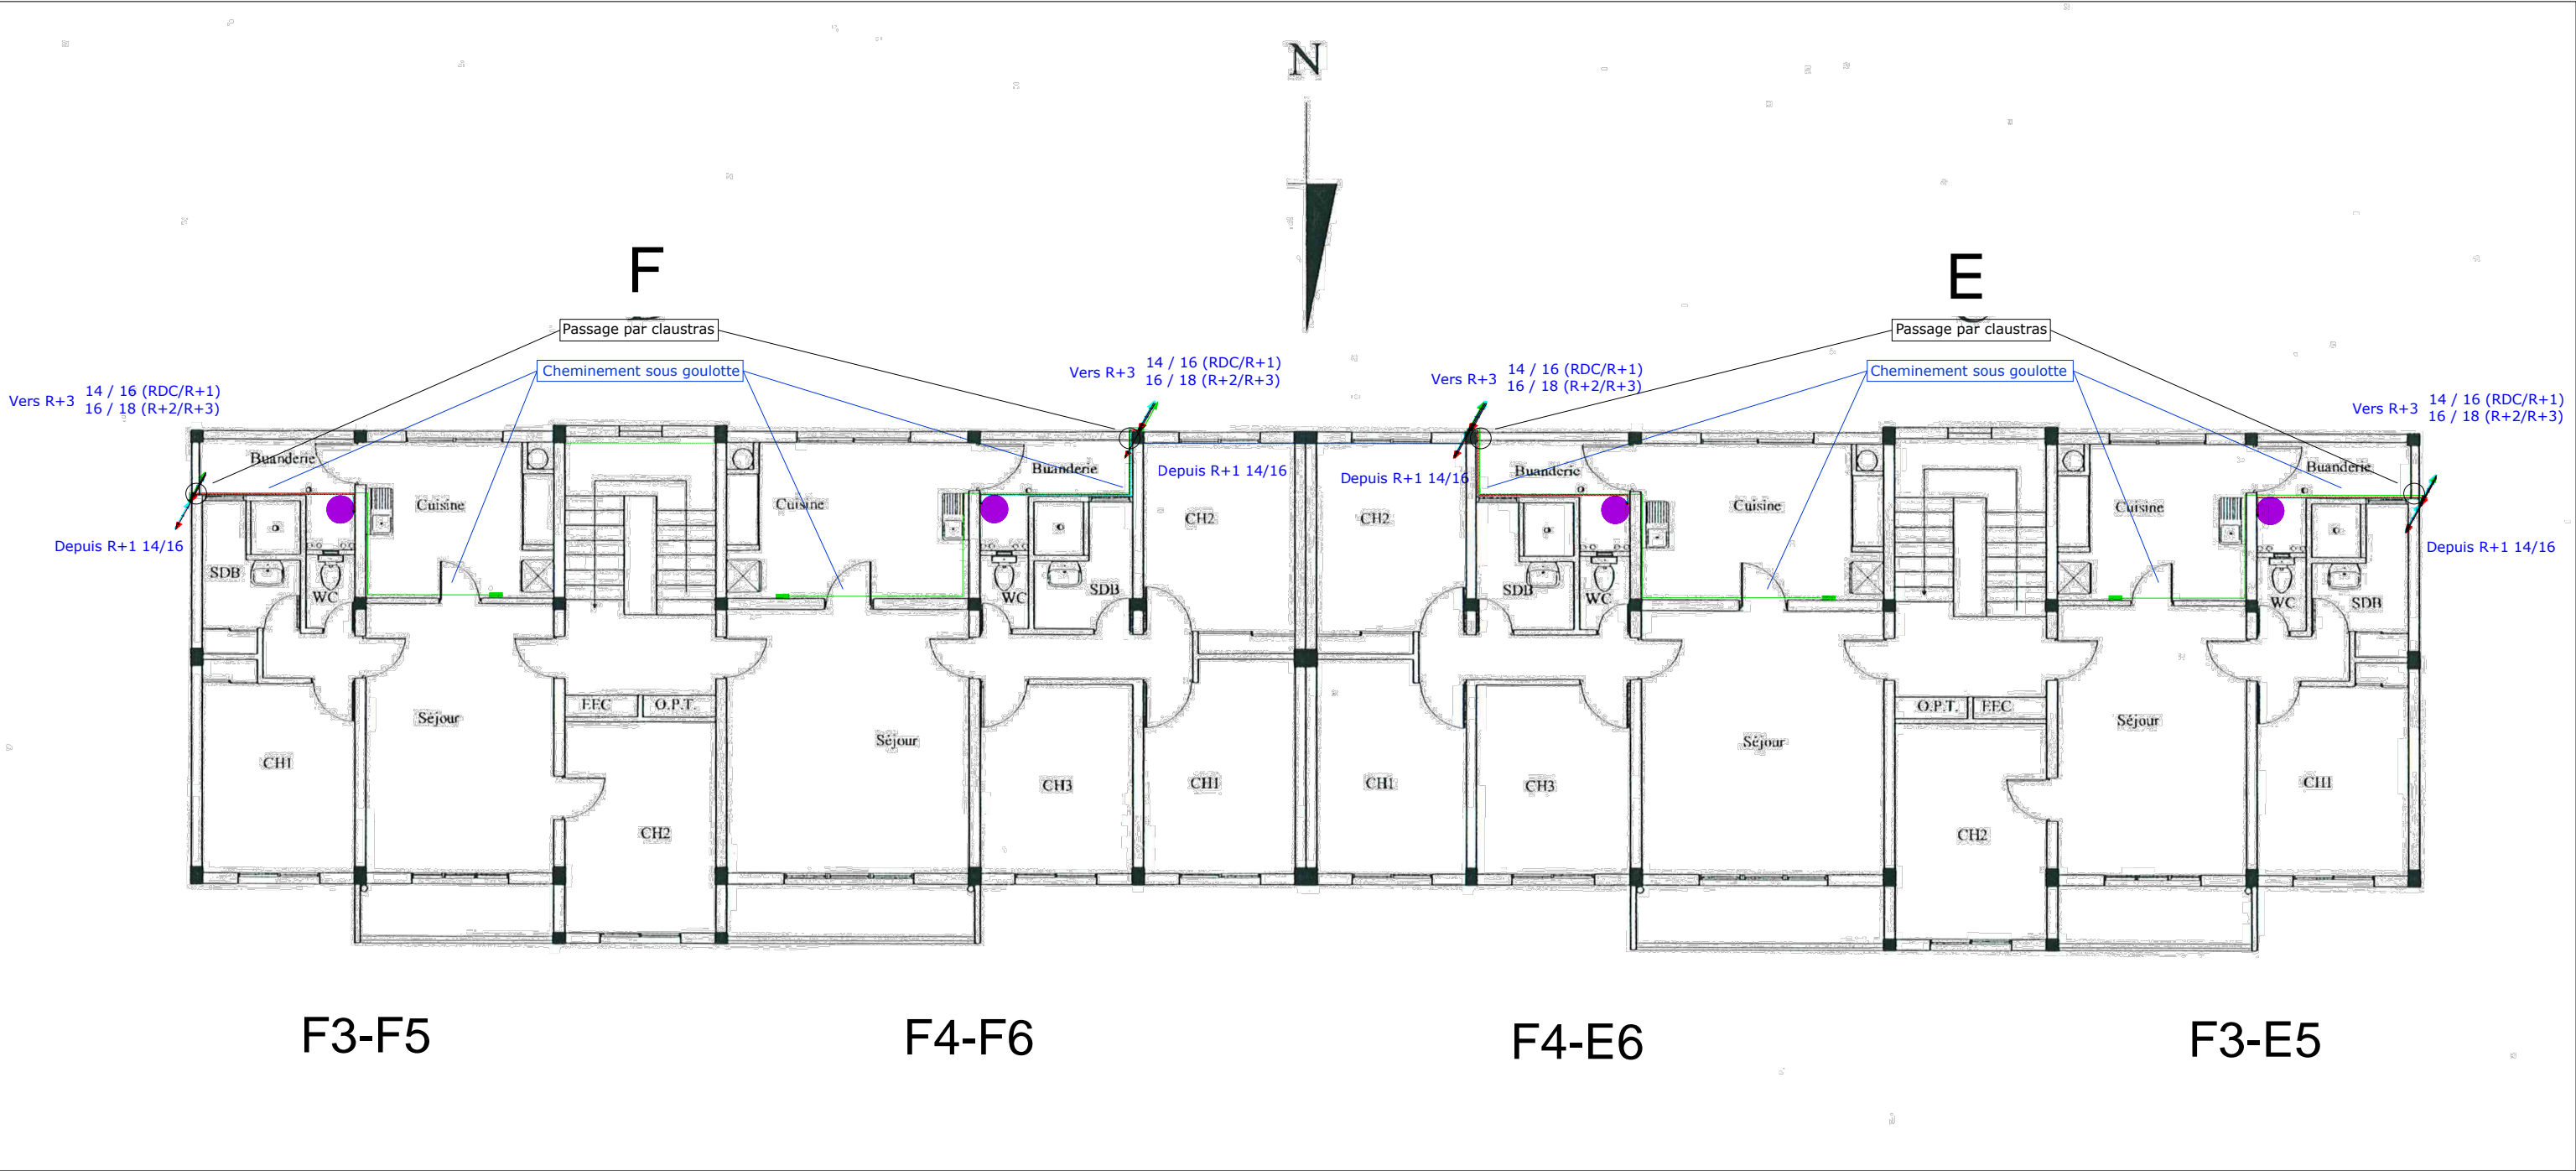 N
F
E
Passage par claustras
Passage par claustras
Cheminement sous goulotte
Cheminement sous goulotte
Vers R+3
14 / 16 (RDC/R+1)
16 / 18 (R+2/R+3)
Vers R+3
14 / 16 (RDC/R+1)
16 / 18 (R+2/R+3)
Vers R+3
14 / 16 (RDC/R+1)
16 / 18 (R+2/R+3)
Vers R+3
14 / 16 (RDC/R+1)
16 / 18 (R+2/R+3)
Buanderie
Buanderie
Buanderie
Buanderie
Depuis R+1 14/16
Depuis R+1 14/16
Depuis R+1 14/16
Depuis R+1 14/16
Cuisine
Cuisine
CH2
CH2
Cuisine
Cuisine
SDB
WC
WC
SDB
SDB
WC
WC
SDB
EEC
O.P.T.
O.P.T.
EEC
Séjour
Séjour
Séjour
Séjour
CH1
CH3
CH1
CH1
CH3
CH1
CH2
CH2
F3-F5
F4-F6
F4-E6
F3-E5